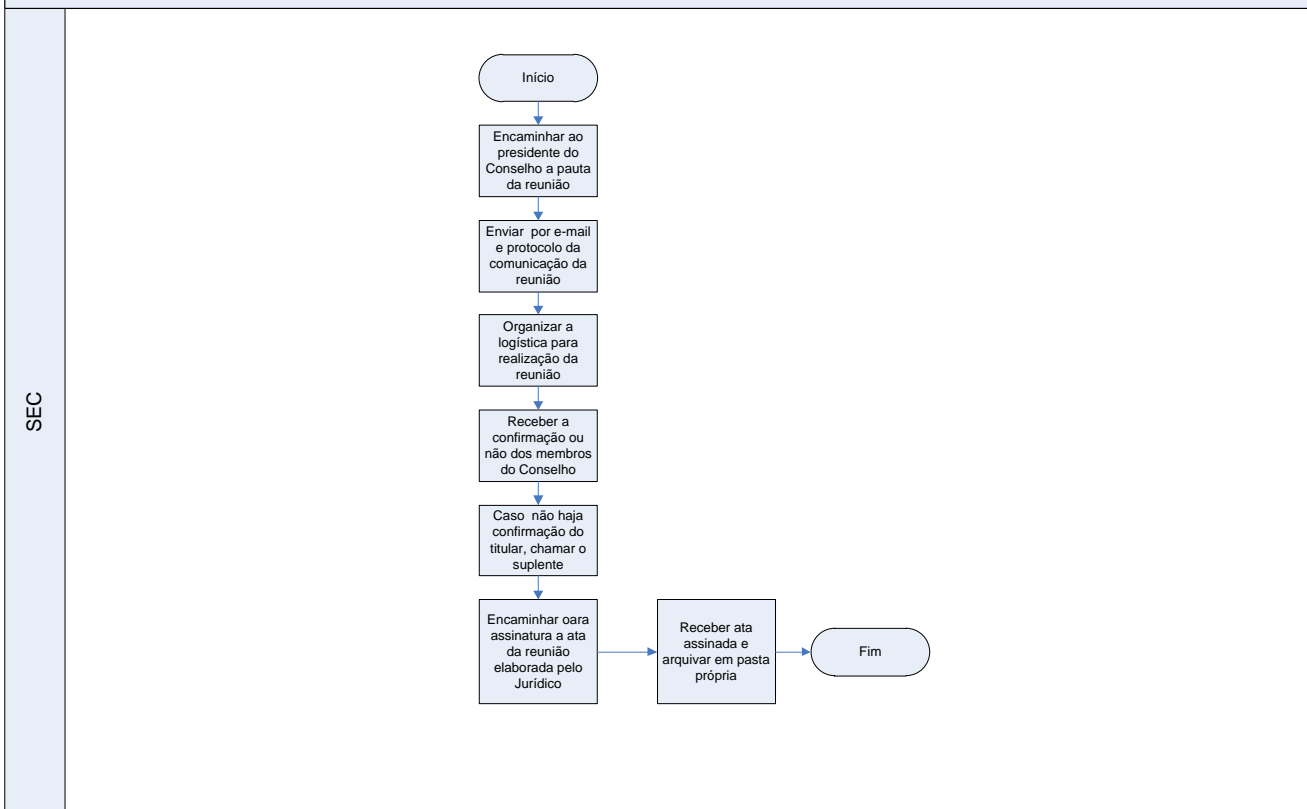 SEC
Início
Encaminhar ao
presidente do
Conselho a pauta
da reunião
Enviar  por e-mail
e protocolo da
comunicação da
reunião
Organizar a
logística para
realização da
reunião
Receber a
confirmação ou
não dos membros
do Conselho
Caso  não haja
confirmação do
titular, chamar o
suplente
Encaminhar oara
assinatura a ata
da reunião
elaborada pelo
Jurídico
Receber ata
assinada e
arquivar em pasta
própria
Fim